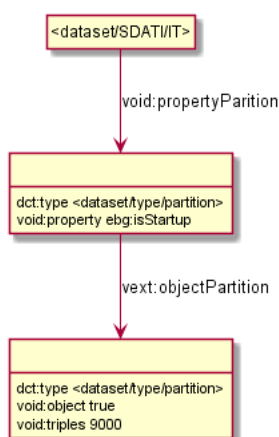 <dataset/SDATI/IT>
void:propertyParition
dct:type <dataset/type/partition>
void:property ebg:isStartup
vext:objectPartition
dct:type <dataset/type/partition>
void:object true
void:triples 9000